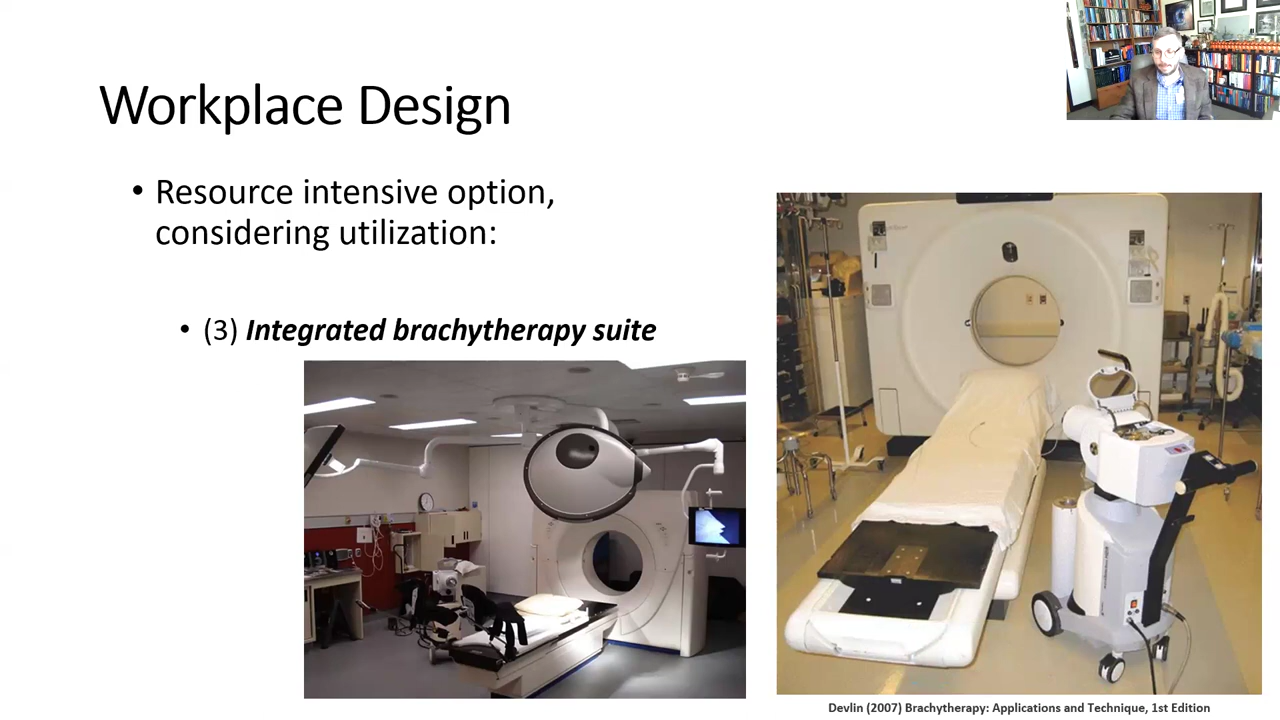 Workplace Design
• Resource intensive option,
considering utilization:
• (3) Integrated brachytherapy suite
Devlin (2007) Brachytherapy: Applications and Technique, 1st Edition